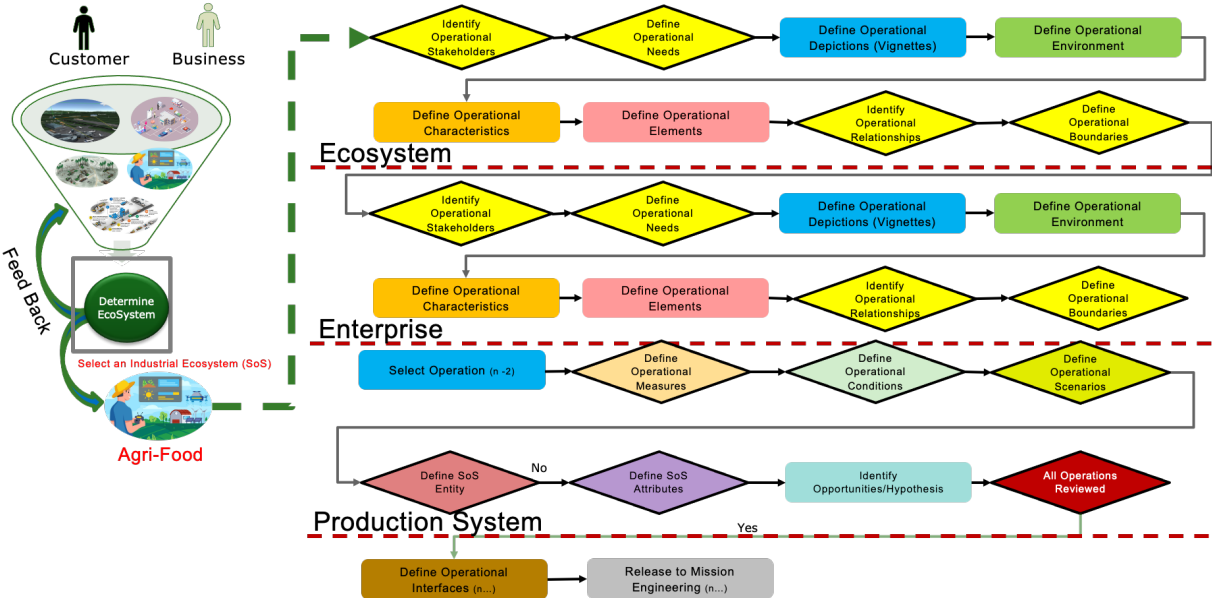 Customer
Business
Feed Back
Determine
EcoSystem
Select an Industrial Ecosystem (SoS)
Agri-Food
Identify
Operational
Stakeholders
Define
Operational
Needs
Define Operational
Depictions (Vignettes)
Define Operational
Environment
Define Operational
Characteristics
Define Operational
Elements
Identify
Operational
Relationships
Define
Operational
Boundaries
Ecosystem
Identify
Operational
Stakeholders
Define
Operational
Needs
Define Operational
Depictions (Vignettes)
Define Operational
Environment
Define Operational
Characteristics
Define Operational
Elements
Identify
Operational
Relationships
Define
Operational
Boundaries
Enterprise
Select Operation (n -2)
Define
Operational
Measures
Define
Operational
Conditions
Define
Operational
Scenarios
Define SoS
Entity
No
Define SoS
Attributes
Identify
Opportunities/Hypothesis
All Operations
Reviewed
Production System
Yes
Define Operational
Interfaces (n...)
Release to Mission
Engineering (n...)